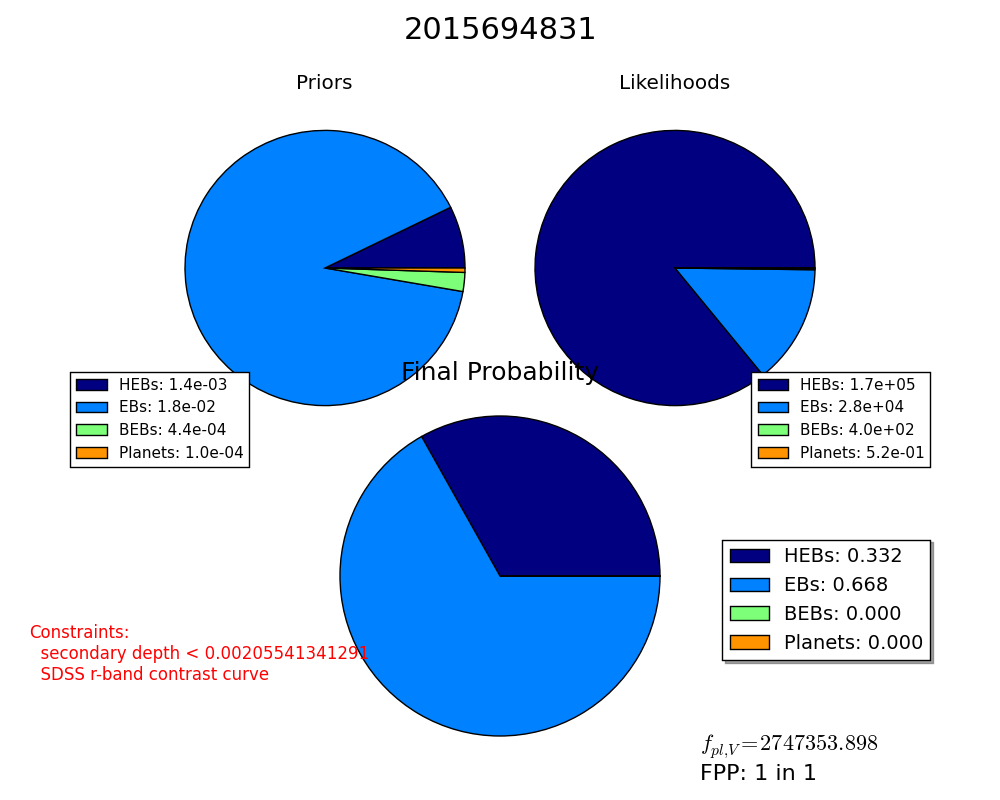 2015694831
Priors
Likelihoods
HEBs: 1.4e-03
EBs: 1.8e-02
BEBs: 4.4e-04
Planets: 1.0e-04
HEBs: 1.7e+05
EBs: 2.8e+04
BEBs: 4.0e+02
Planets: 5.2e-01
Final Probability
HEBs: 0.332
EBs: 0.668
BEBs: 0.000
Planets: 0.000
Constraints:
secondary depth < 0.00205541341291
SDSS r-band contrast curve
f_{pl,V}=2747353.898
FPP: 1 in 1